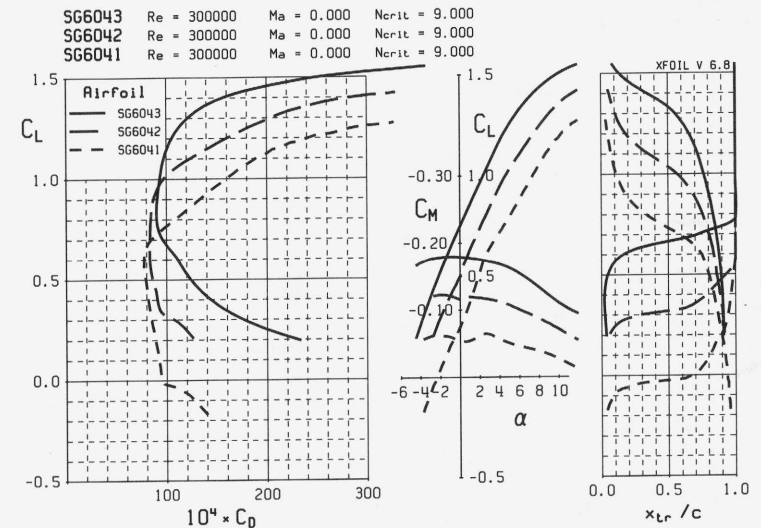 SG6043 Re = 300000 Ma = 0.000 Ncrit = 9.000
SG6042 Re = 300000 Ma = 0.000 Ncrit = 9.000
SG6041 Re = 300000 Ma = 0.000 Ncrit = 9.000
XFOIL V 6.8
1.5
Airfoil
SG6043
SG6042
SG6041
CL
1.0
0.5
0.0
-0.5
100 200 300
10⁴ × CD
1.5
CL
-0.30 1.0
CM
-0.20
0.5
-0.10
-6 -4 -2 2 4 6 8 10
α
-0.5
0.0 0.5 1.0
xtr /c